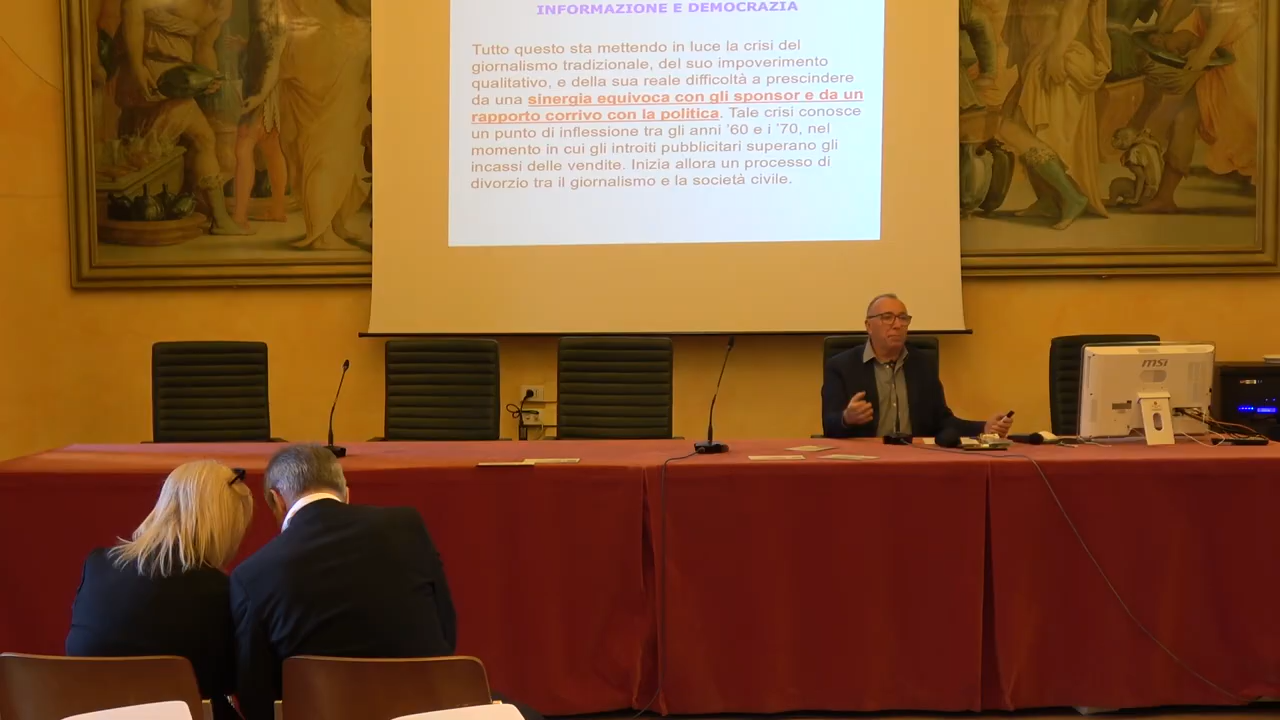 INFORMAZIONE E DEMOCRAZIA
Tutto questo sta mettendo in luce la crisi del
giornalismo tradizionale, del suo impoverimento
qualitativo, e della sua reale difficoltà a prescindere
da una sinergia equivoca con gli sponsor e da un
rapporto corrivo con la politica. Tale crisi conosce
un punto di inflessione tra gli anni '60 e i '70, nel
momento in cui gli introiti pubblicitari superano gli
incassi delle vendite. Inizia allora un processo di
divorzio tra il giornalismo e la società civile.
msi